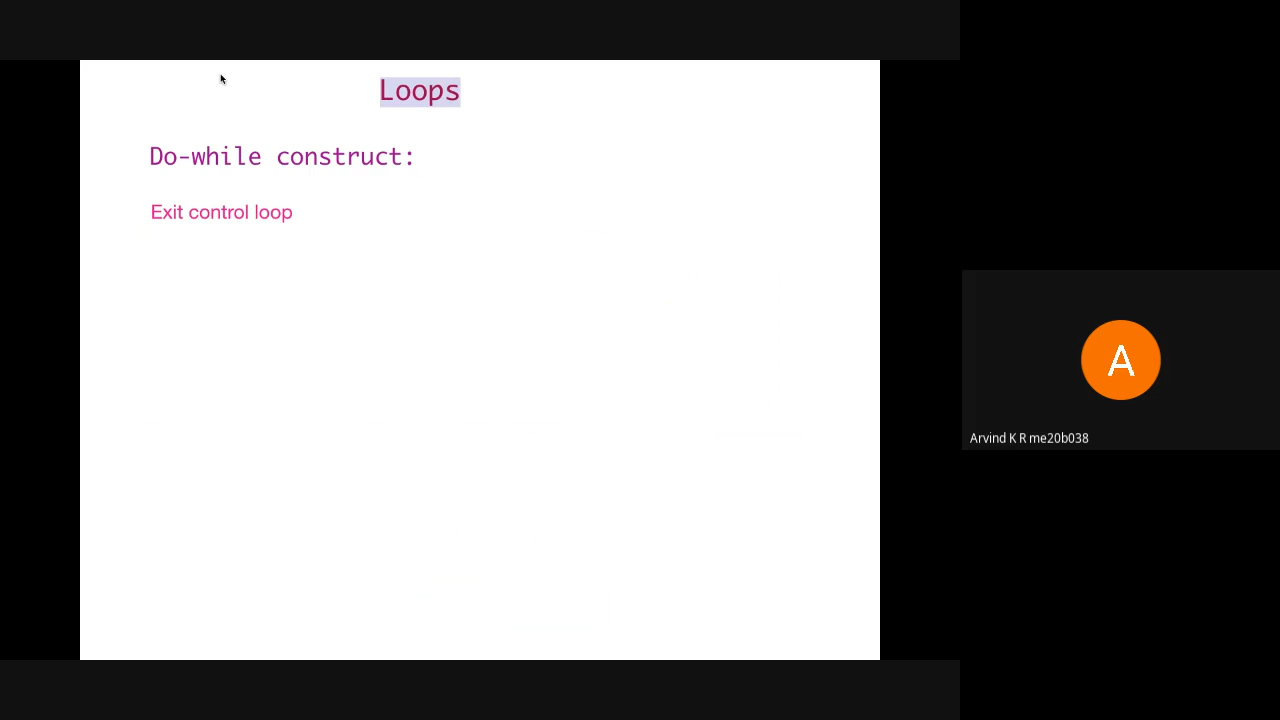 Loops
Do-while construct:
Exit control loop
A
Arvind K R me20b038